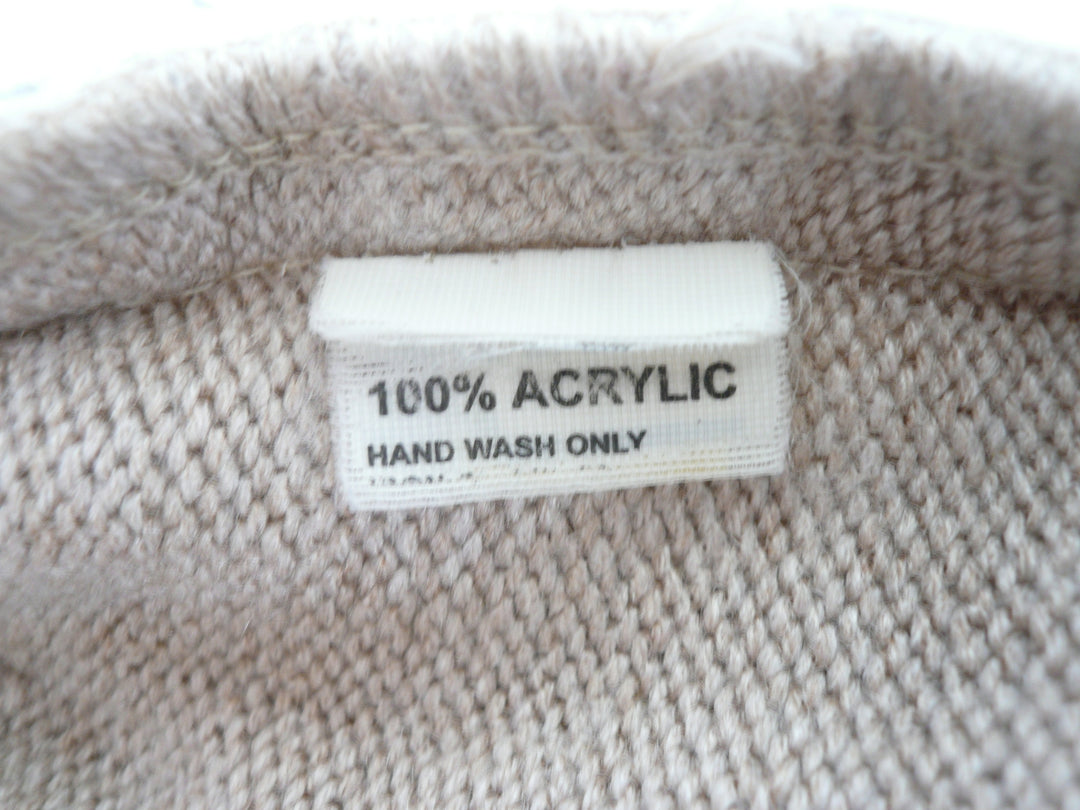 100% ACRYLIC
HAND WASH ONLY